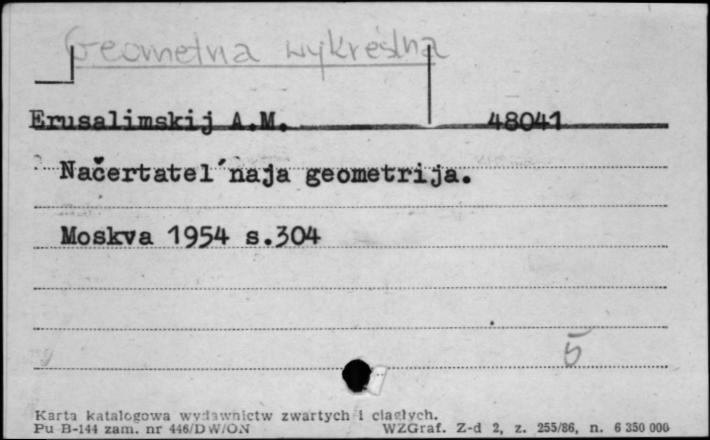 Geometria wykreślna
Erusalimskij A.M. 48041
Načertatel´naja geometrija.
Moskva 1954 s.304
5
Karta katalogowa wydawnictw zwartych i ciągłych.
Pu B-144 zam. nr 446/DW/ON WZGraf. Z-d 2, z. 255/86, n. 6 350 000